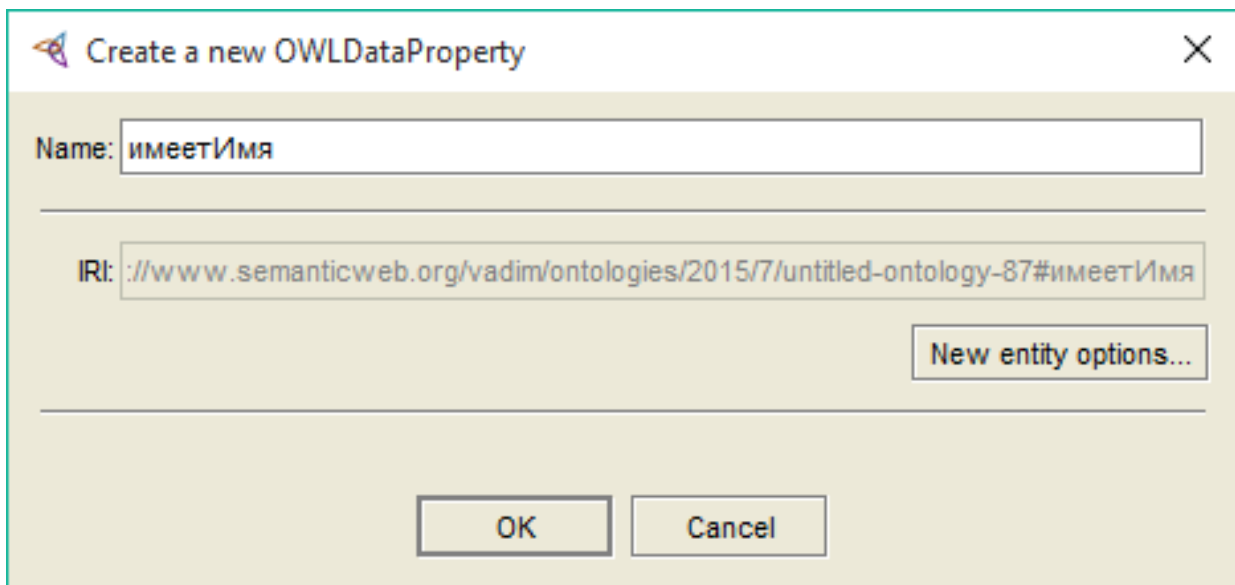 Create a new OWLDataProperty
Name: имеетИмя
IRI: ://www.semanticweb.org/vadim/ontologies/2015/7/untitled-ontology-87#имеетИмя
New entity options...
OK Cancel